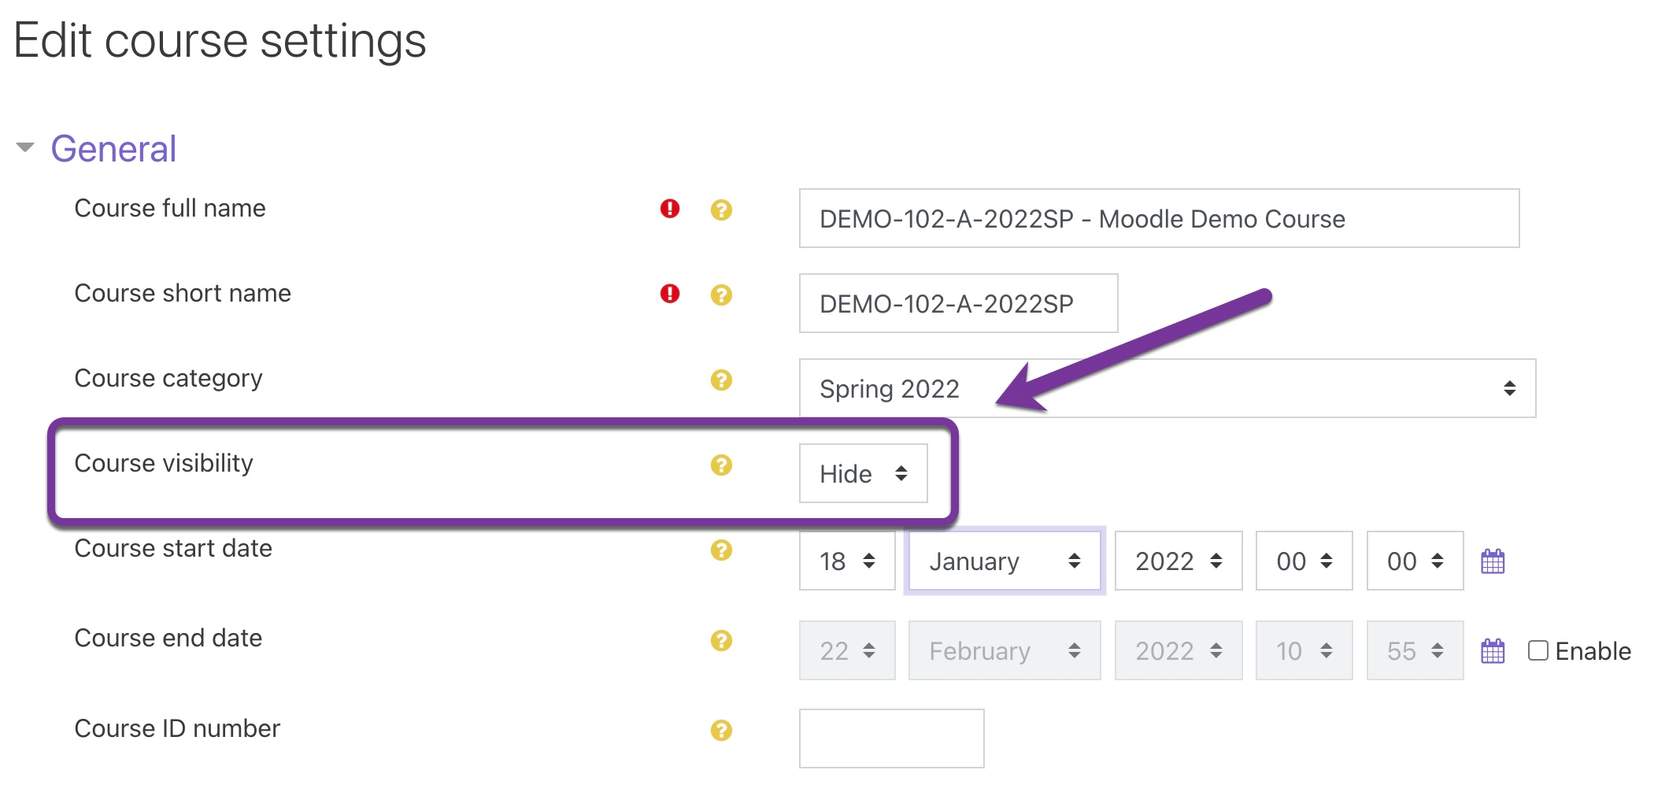 Edit course settings
General
Course full name ! ? DEMO-102-A-2022SP - Moodle Demo Course
Course short name ! ? DEMO-102-A-2022SP
Course category ? Spring 2022
Course visibility ? Hide
Course start date ? 18 January 2022 00 00
Course end date ? 22 February 2022 10 55 Enable
Course ID number ?